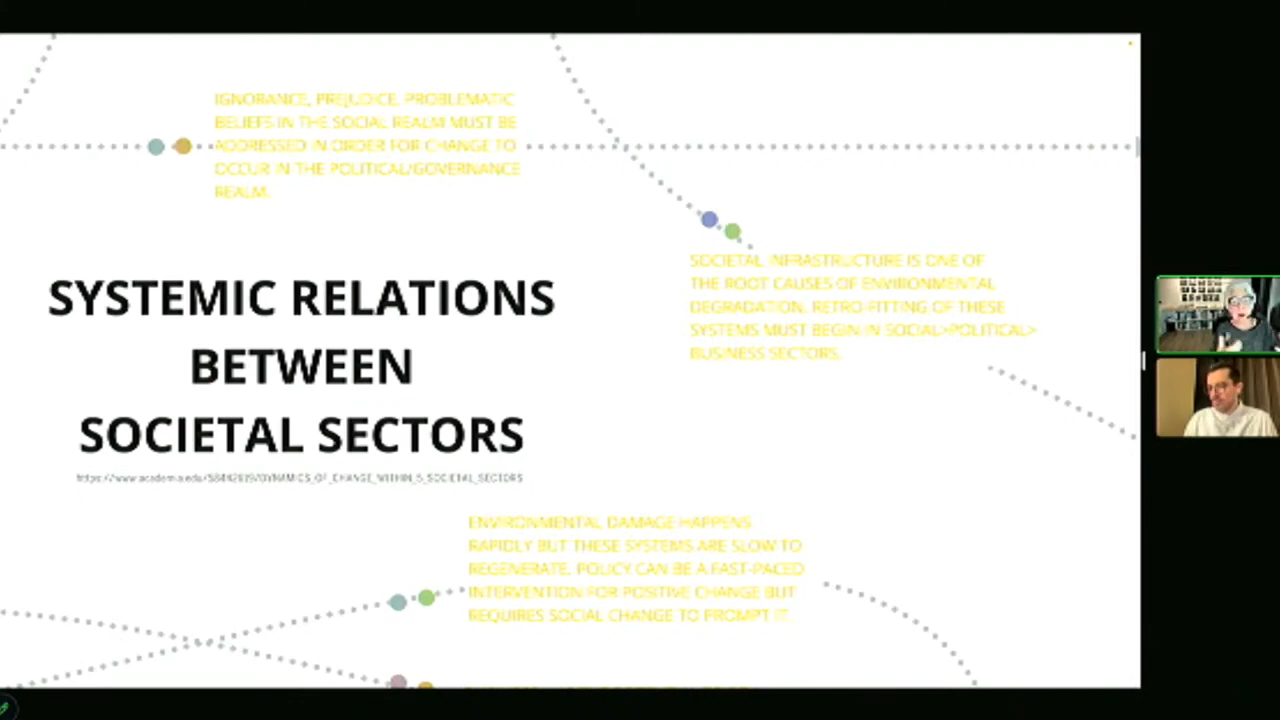 IGNORANCE, PREJUDICE, PROBLEMATIC
BELIEFS IN THE SOCIAL REALM MUST BE
ADDRESSED IN ORDER FOR CHANGE TO
OCCUR IN THE POLITICAL/GOVERNANCE
REALM.
SOCIETAL INFRASTRUCTURE IS ONE OF
THE ROOT CAUSES OF ENVIRONMENTAL
DEGRADATION. RETRO-FITTING OF THESE
SYSTEMS MUST BEGIN IN SOCIAL>POLITICAL>
BUSINESS SECTORS.
SYSTEMIC RELATIONS
BETWEEN
SOCIETAL SECTORS
ENVIRONMENTAL DAMAGE HAPPENS
RAPIDLY BUT THESE SYSTEMS ARE SLOW TO
REGENERATE. POLICY CAN BE A FAST-PACED
INTERVENTION FOR POSITIVE CHANGE BUT
REQUIRES SOCIAL CHANGE TO PROMPT IT.